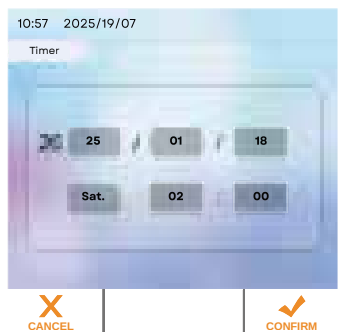 10:57 2025/19/07
Timer
25 / 01 / 18
Sat. 02 00
CANCEL CONFIRM